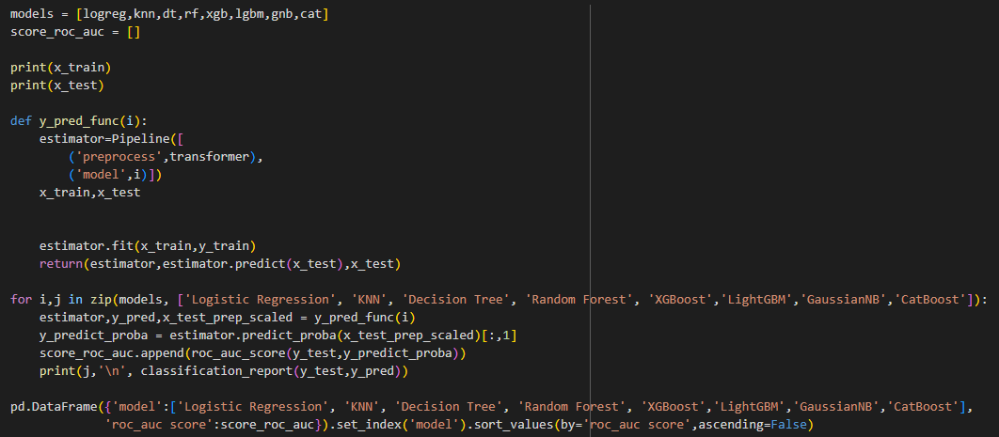 models = [logreg,knn,dt,rf,xgb,lgbm,gnb,cat]
score_roc_auc = []
print(x_train)
print(x_test)
def y_pred_func(i):
    estimator=Pipeline([
        ('preprocess',transformer),
        ('model',i)])
    x_train,x_test
    estimator.fit(x_train,y_train)
    return(estimator,estimator.predict(x_test),x_test)
for i,j in zip(models, ['Logistic Regression', 'KNN', 'Decision Tree', 'Random Forest', 'XGBoost','LightGBM','GaussianNB','CatBoost']):
    estimator,y_pred,x_test_prep_scaled = y_pred_func(i)
    y_predict_proba = estimator.predict_proba(x_test_prep_scaled)[:,1]
    score_roc_auc.append(roc_auc_score(y_test,y_predict_proba))
    print(j,'\n', classification_report(y_test,y_pred))
pd.DataFrame({'model':['Logistic Regression', 'KNN', 'Decision Tree', 'Random Forest', 'XGBoost','LightGBM','GaussianNB','CatBoost'],
             'roc_auc score':score_roc_auc}).set_index('model').sort_values(by='roc_auc score',ascending=False)